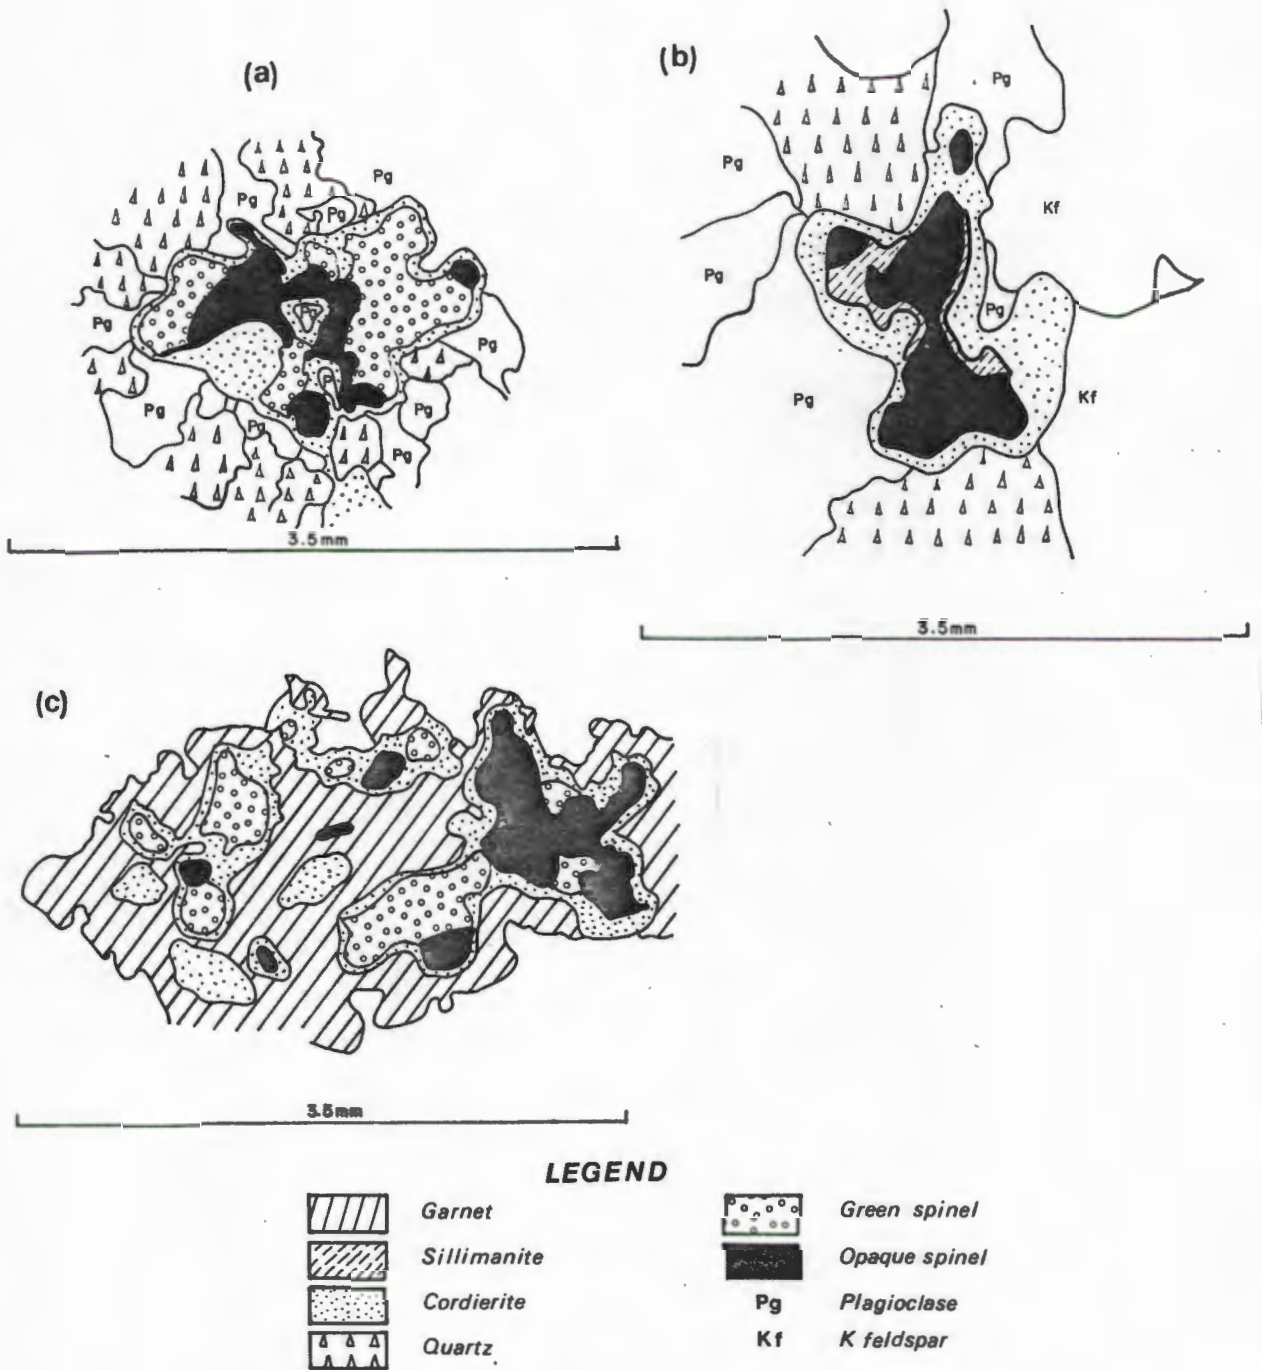 (a)
Pg
Pg
Pg
Pg
Pg
Pg
Pg
Pg
Pg
Pg
3.5mm
(b)
Pg
Pg
Kf
Pg
Pg
Pg
Kf
3.5mm
(c)
3.5mm
LEGEND
Garnet
Sillimanite
Cordierite
Quartz
Green spinel
Opaque spinel
Pg Plagioclase
Kf K feldspar